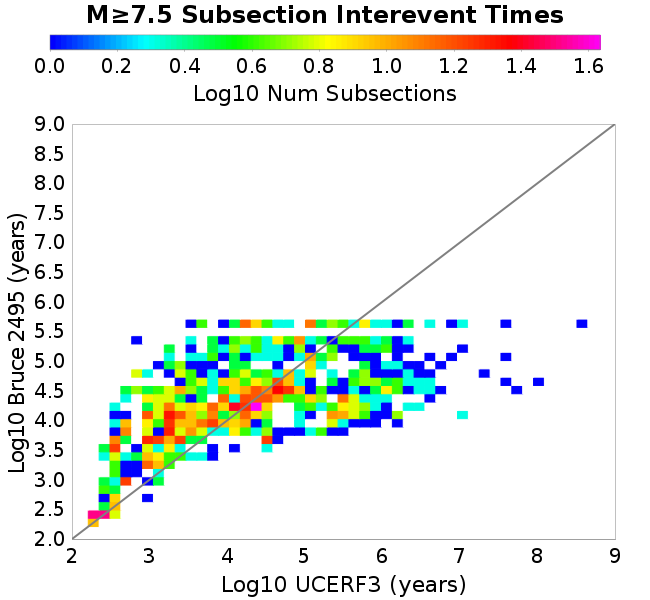 M≥7.5 Subsection Interevent Times
0.0 0.2 0.4 0.6 0.8 1.0 1.2 1.4 1.6
Log10 Num Subsections
9.0
8.5
8.0
7.5
7.0
6.5
6.0
5.5
5.0
4.5
4.0
3.5
3.0
2.5
2.0
Log10 Bruce 2495 (years)
2 3 4 5 6 7 8 9
Log10 UCERF3 (years)